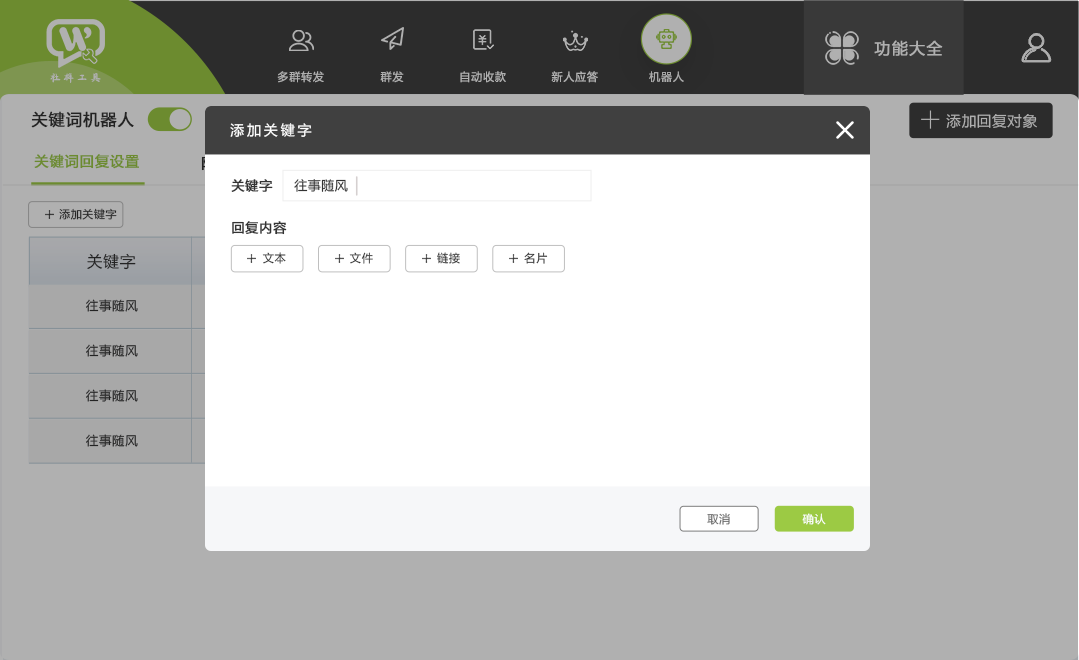 社群工具
多群转发
群发
自动收款
新人应答
机器人
功能大全
关键词机器人
添加回复对象
关键词回复设置
添加关键字
关键字
往事随风
往事随风
往事随风
往事随风
添加关键字
关键字 往事随风
回复内容
+ 文本
+ 文件
+ 链接
+ 名片
取消
确认